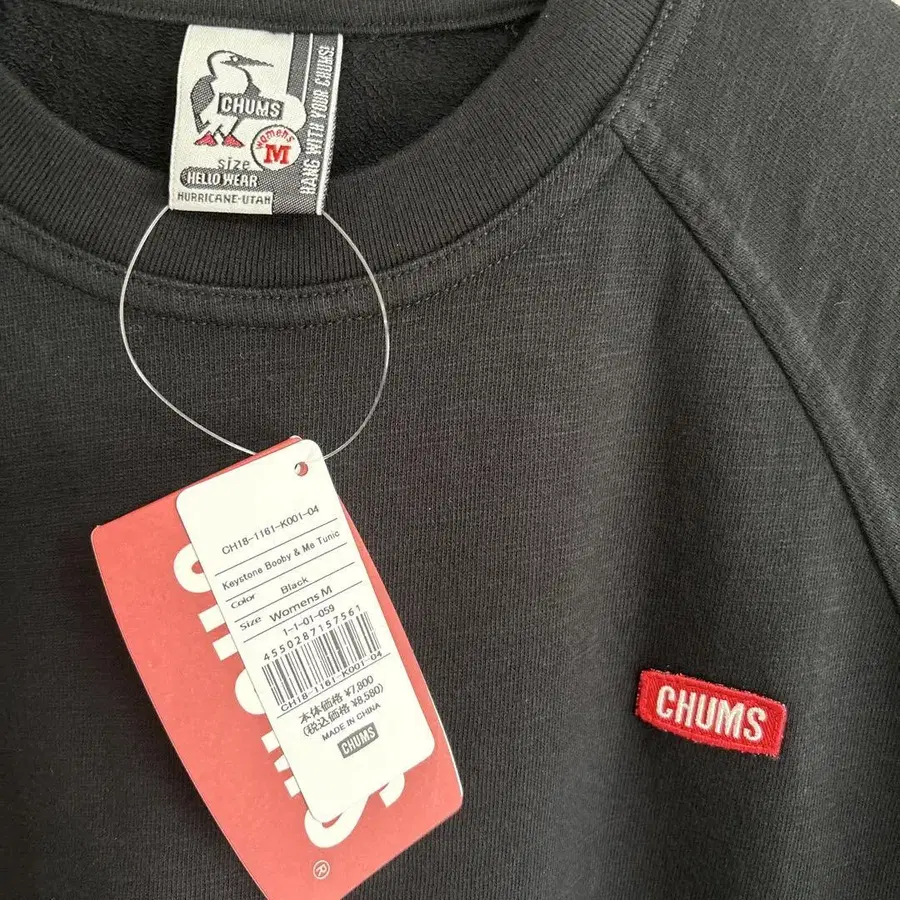 CHUMS
women's
M
size
HELLO WEAR
HURRICANE-UTAH
HANG WITH YOUR CHUMS!
CH18-1161-K001-04
Keystone Booby & Me Tunic
Color Black
Size Womens M
1-1-01-059
4550287157561
CH18-1161-K001-04
本体価格 ¥7,800
(税込価格 ¥8,580)
MADE IN CHINA
CHUMS
®
CHUMS